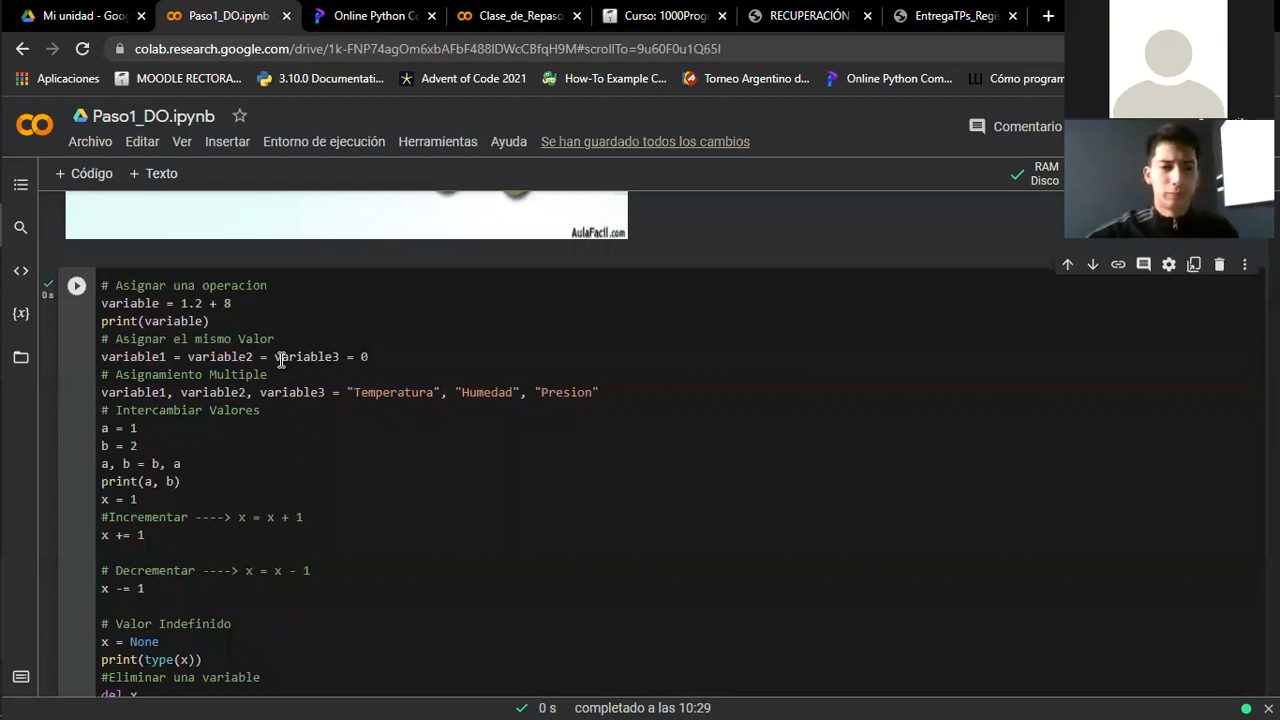 Mi unidad - G
Paso1_DO.ipynb
Online Python Co
Clase_de_Repaso
Curso: 1000Prog
RECUPERACIÓN
EntregaTPs_Regis
colab.research.google.com/drive/1k-FNP74agOm6xbAFbF488IDWcCBfqH9M#scrollTo=9u60F0u1Q65I
Aplicaciones
MOODLE RECTORA...
3.10.0 Documentati...
Advent of Code 2021
How-To Example C...
Torneo Argentino d...
Online Python Com...
Cómo program
Paso1_DO.ipynb
Archivo Editar Ver Insertar Entorno de ejecución Herramientas Ayuda Se han guardado todos los cambios
Comentario
+ Código + Texto
RAM
Disco
AulaFacil.com
0 s
# Asignar una operacion
variable = 1.2 + 8
print(variable)
# Asignar el mismo Valor
variable1 = variable2 = variable3 = 0
# Asignamiento Multiple
variable1, variable2, variable3 = "Temperatura", "Humedad", "Presion"
# Intercambiar Valores
a = 1
b = 2
a, b = b, a
print(a, b)
x = 1
#Incrementar ----> x = x + 1
x += 1
# Decrementar ----> x = x - 1
x -= 1
# Valor Indefinido
x = None
print(type(x))
#Eliminar una variable
del x
0 s completado a las 10:29